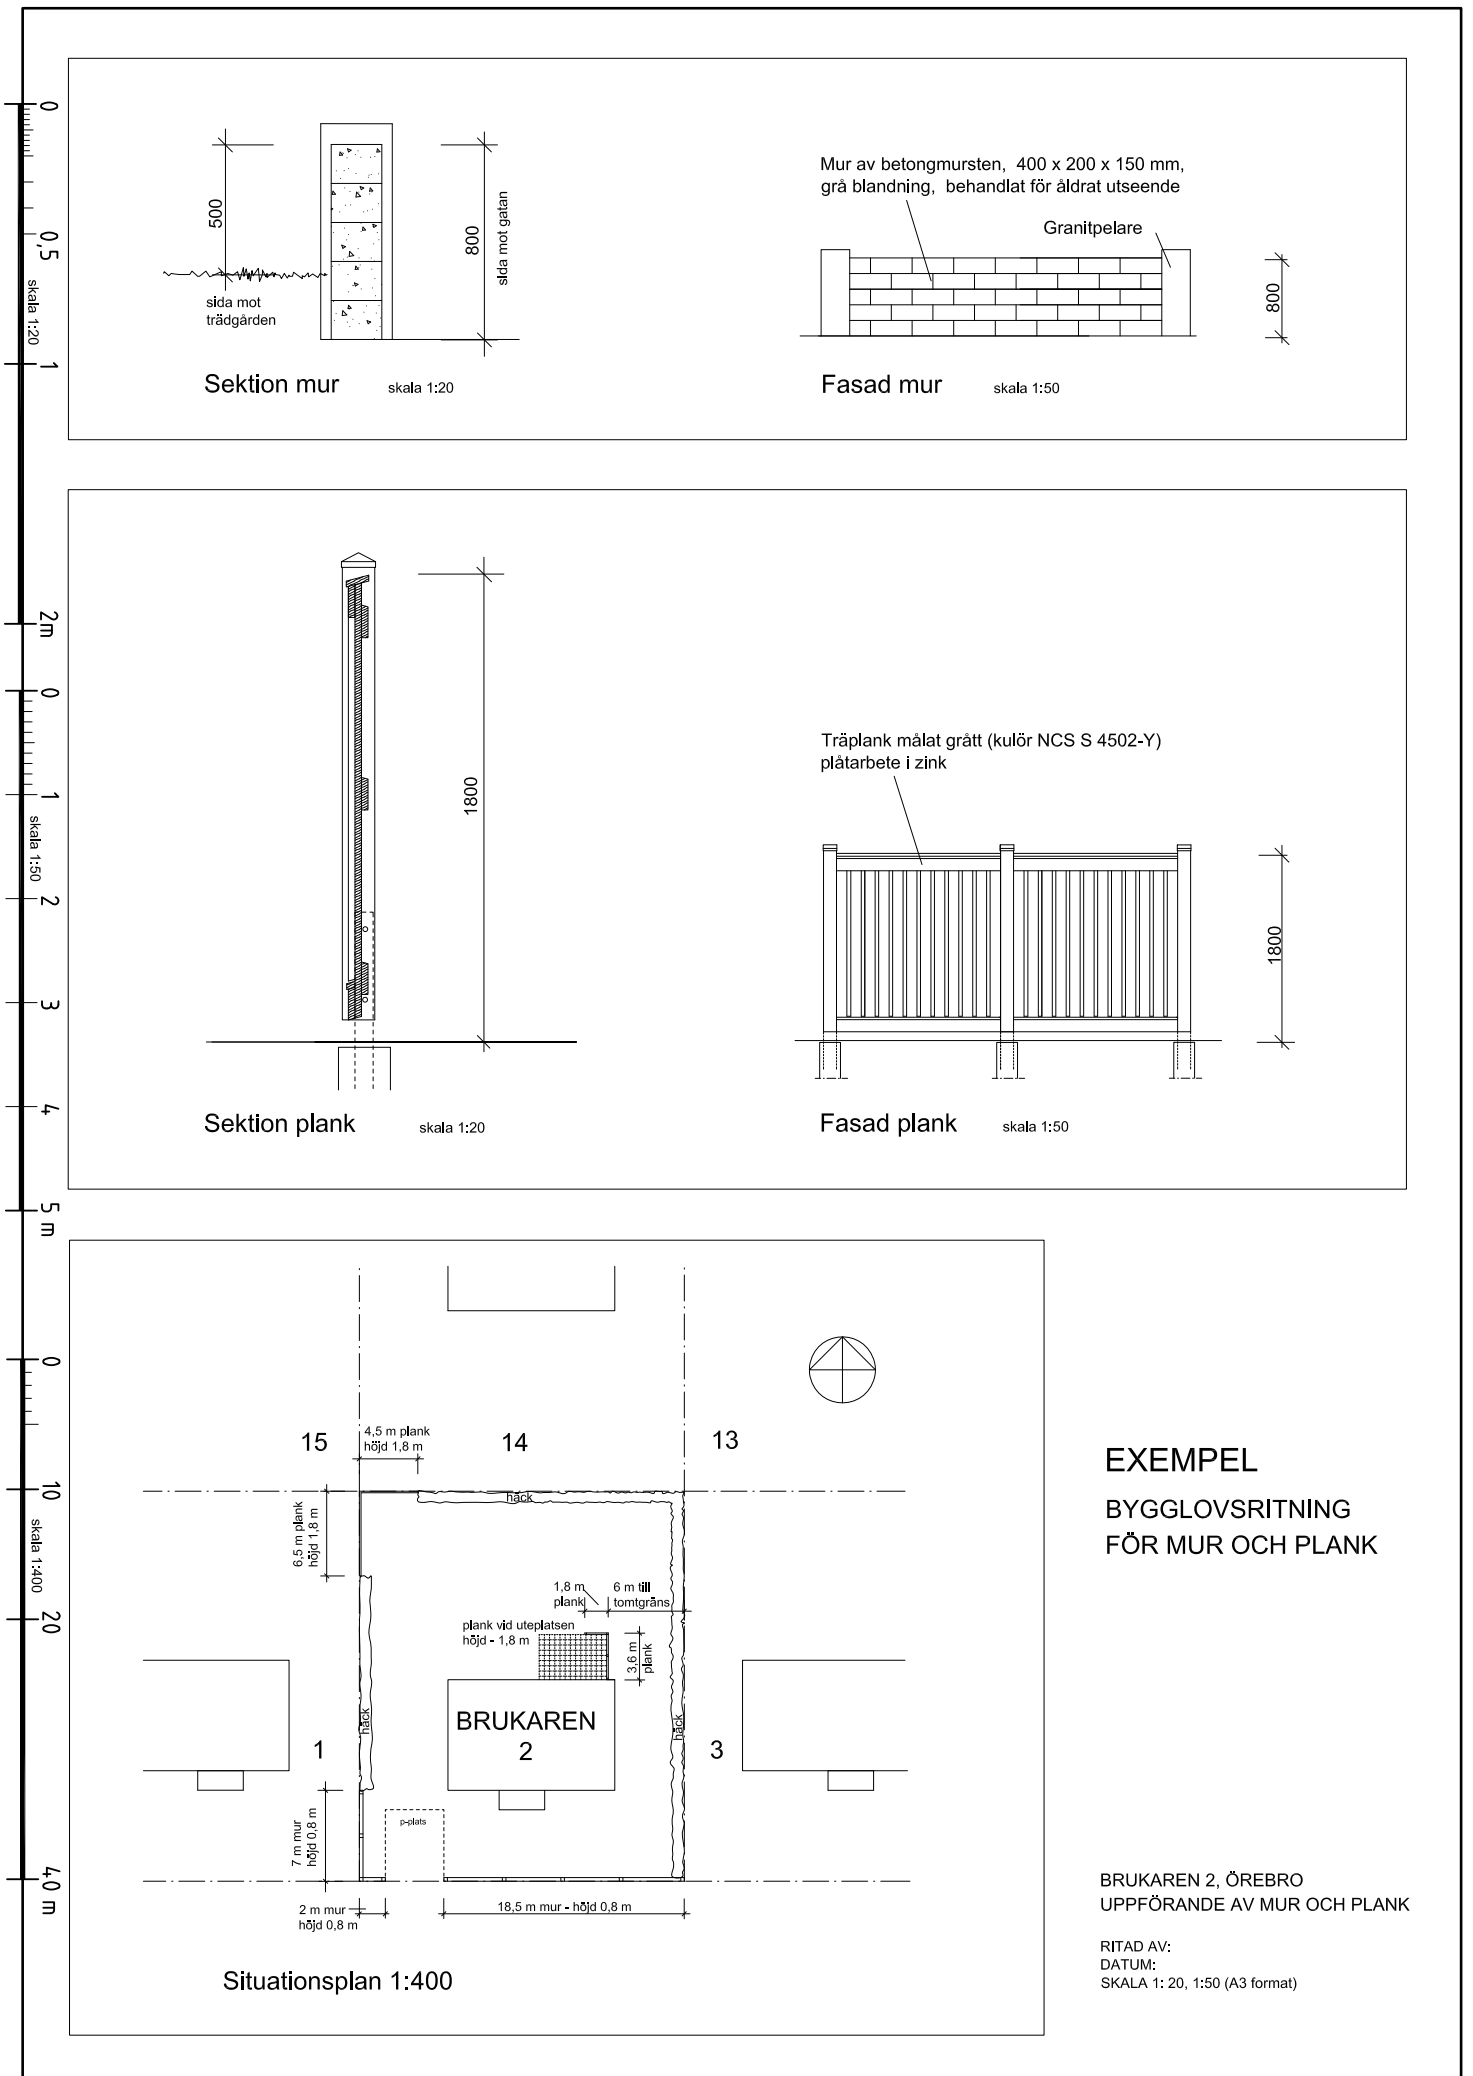 0
0,5
skala 1:20
1
2m
0
1
skala 1:50
2
3
4
5 m
0
10
skala 1:400
20
40 m
500
sida mot
trädgården
800
sida mot gatan
Sektion mur
skala 1:20
Mur av betongmursten, 400 x 200 x 150 mm,
grå blandning, behandlat för åldrat utseende
Granitpelare
800
Fasad mur
skala 1:50
1800
Sektion plank
skala 1:20
Träplank målat grått (kulör NCS S 4502-Y)
plåtarbete i zink
1800
Fasad plank
skala 1:50
15
4,5 m plank
höjd 1,8 m
14
13
häck
6,5 m plank
höjd 1,8 m
1,8 m
plank
6 m till
tomtgräns
plank vid uteplatsen
höjd - 1,8 m
3,6 m
plank
häck
BRUKAREN
2
häck
1
3
7 m mur
höjd 0,8 m
p-plats
2 m mur
höjd 0,8 m
18,5 m mur - höjd 0,8 m
Situationsplan 1:400
EXEMPEL
BYGGLOVSRITNING
FÖR MUR OCH PLANK
BRUKAREN 2, ÖREBRO
UPPFÖRANDE AV MUR OCH PLANK
RITAD AV:
DATUM:
SKALA 1: 20, 1:50 (A3 format)